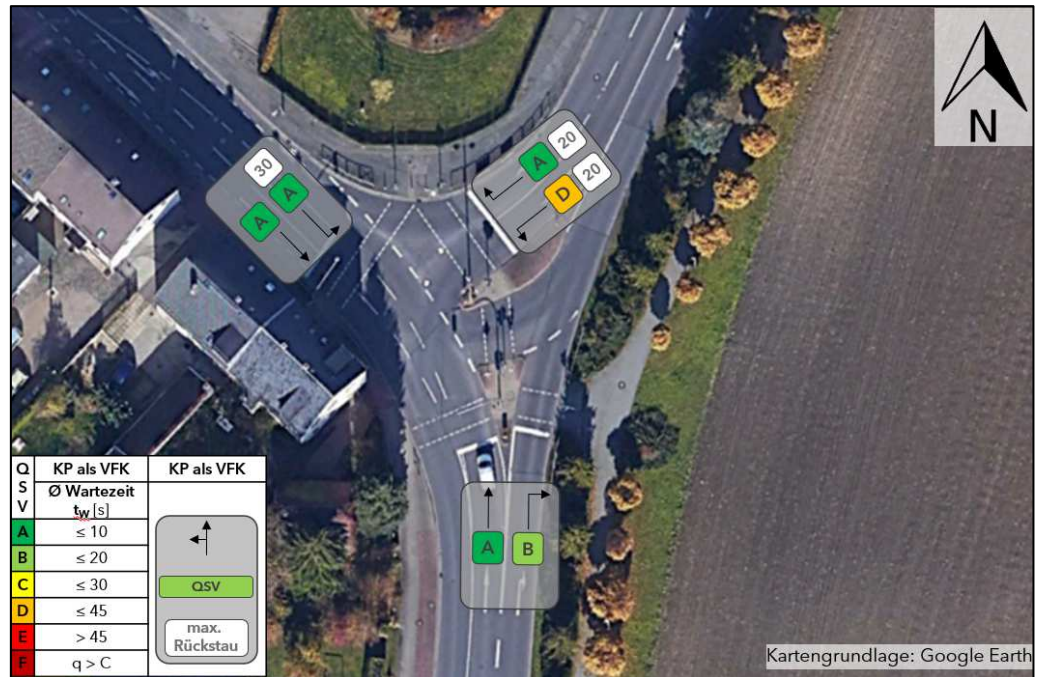 N
30
A
A
A
20
D
20
A
B
Q
S
V
KP als VFK
KP als VFK
Ø Wartezeit
tw [s]
A
≤ 10
B
≤ 20
C
≤ 30
D
≤ 45
E
> 45
F
q > C
QSV
max.
Rückstau
Kartengrundlage: Google Earth